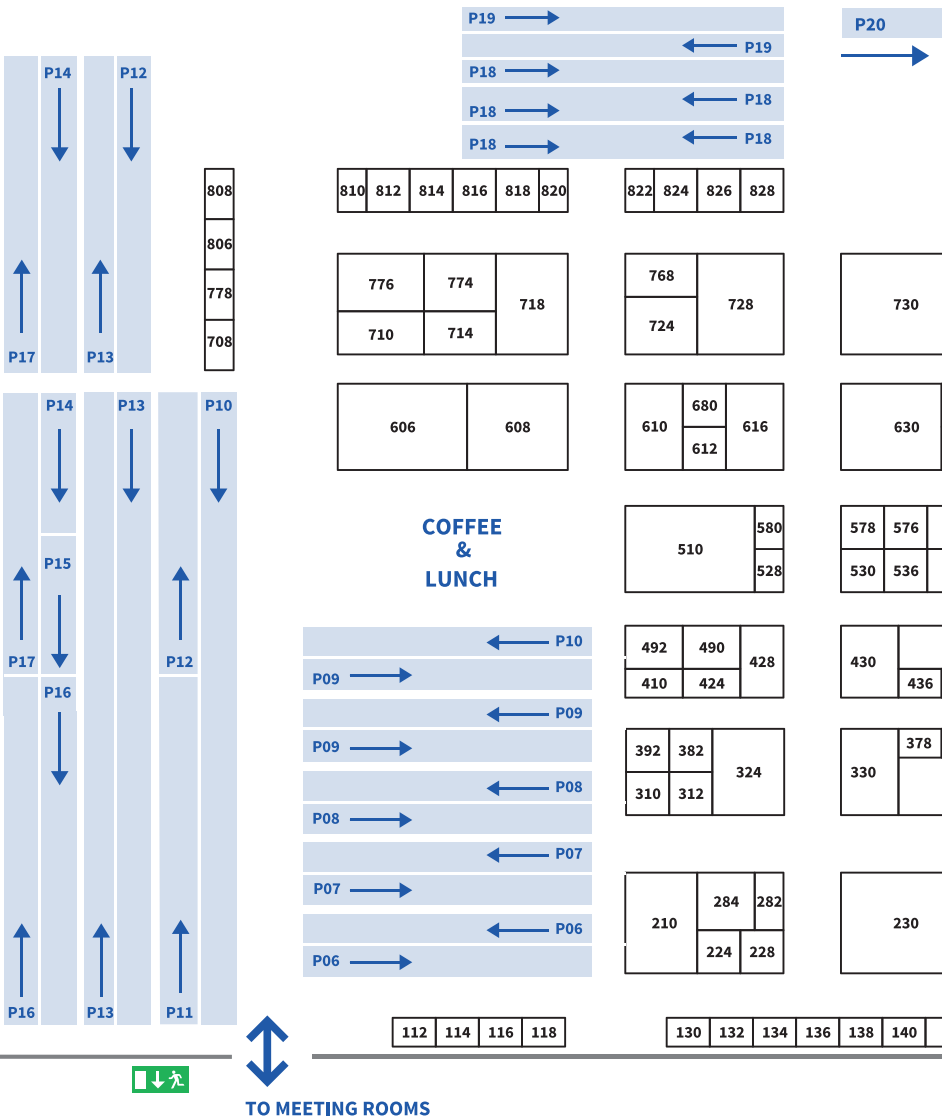 P19
P20
P19
P14
P12
P18
P18
P18
P18
P18
808
810 812 814 816 818 820
822 824 826 828
806
776 774
718
768
728
730
778
710 714
724
708
P17
P13
P14
P13
P10
606
608
610
680
616
630
612
COFFEE
&
LUNCH
510
580
578 576
P15
528
530 536
P10
492 490
428
430
P17
P12
P09
410 424
436
P16
P09
P09
392 382
324
330
378
P08
310 312
P08
P07
P07
210
284
282
230
P06
224 228
P06
P16
P13
P11
112 114 116 118
130 132 134 136 138 140
TO MEETING ROOMS